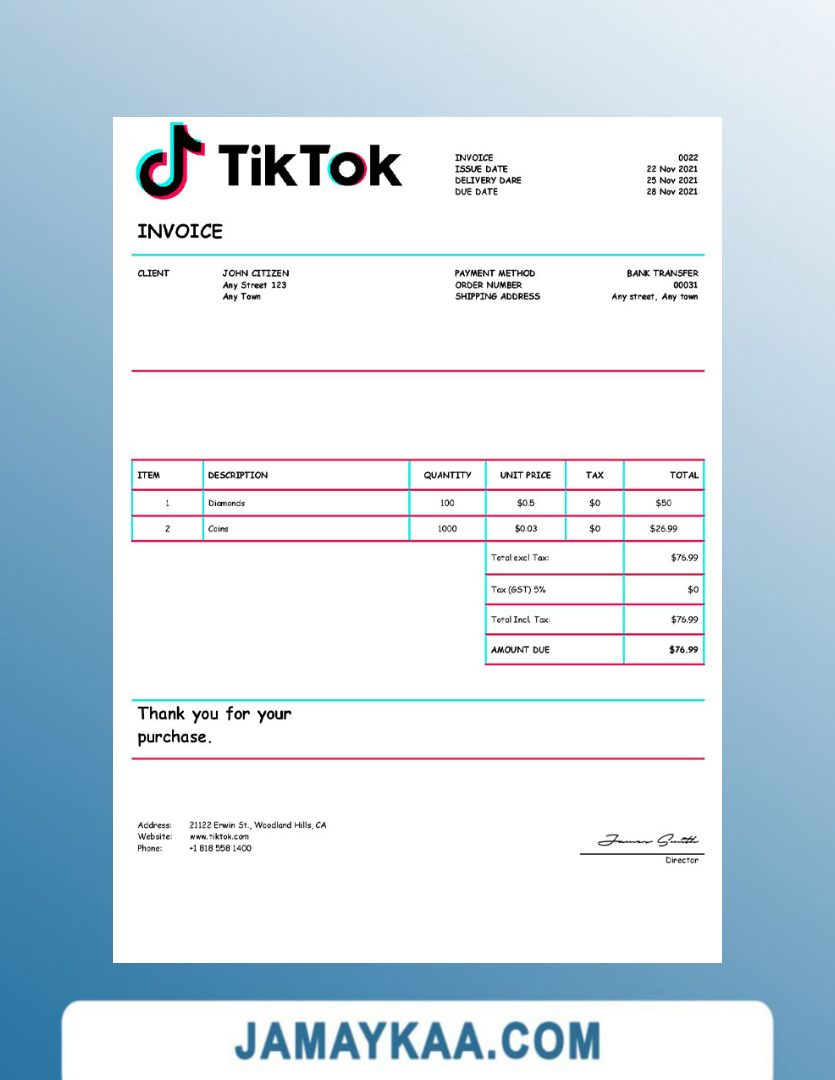 TikTok
INVOICE 0022
ISSUE DATE 22 Nov 2021
DELIVERY DARE 25 Nov 2021
DUE DATE 28 Nov 2021
INVOICE
CLIENT JOHN CITIZEN PAYMENT METHOD BANK TRANSFER
Any Street 123 ORDER NUMBER 00031
Any Town SHIPPING ADDRESS Any street, Any town
ITEM DESCRIPTION QUANTITY UNIT PRICE TAX TOTAL
1 Diamonds 100 $0.5 $0 $50
2 Coins 1000 $0.03 $0 $26.99
Total excl Tax: $76.99
Tax (GST) 5% $0
Total Incl. Tax: $76.99
AMOUNT DUE $76.99
Thank you for your
purchase.
Address: 21122 Erwin St., Woodland Hills, CA
Website: www.tiktok.com
Phone: +1 818 558 1400
James Smith
Director
JAMAYKAA.COM